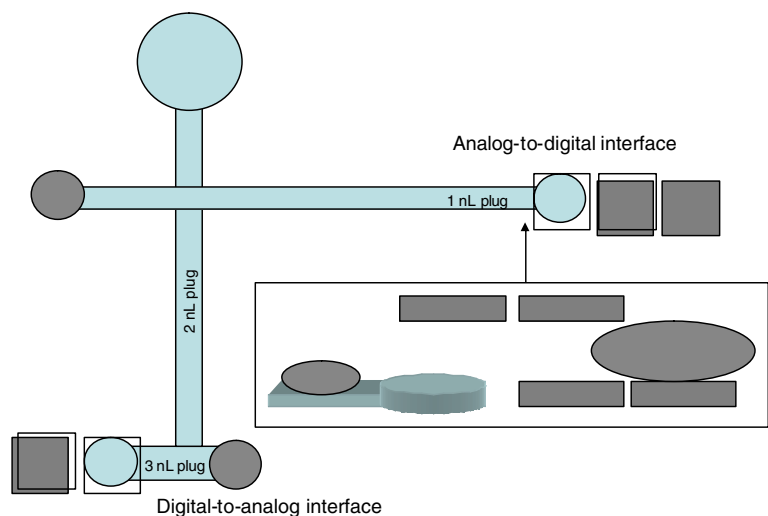 Analog-to-digital interface
1 nL plug
2 nL plug
3 nL plug
Digital-to-analog interface